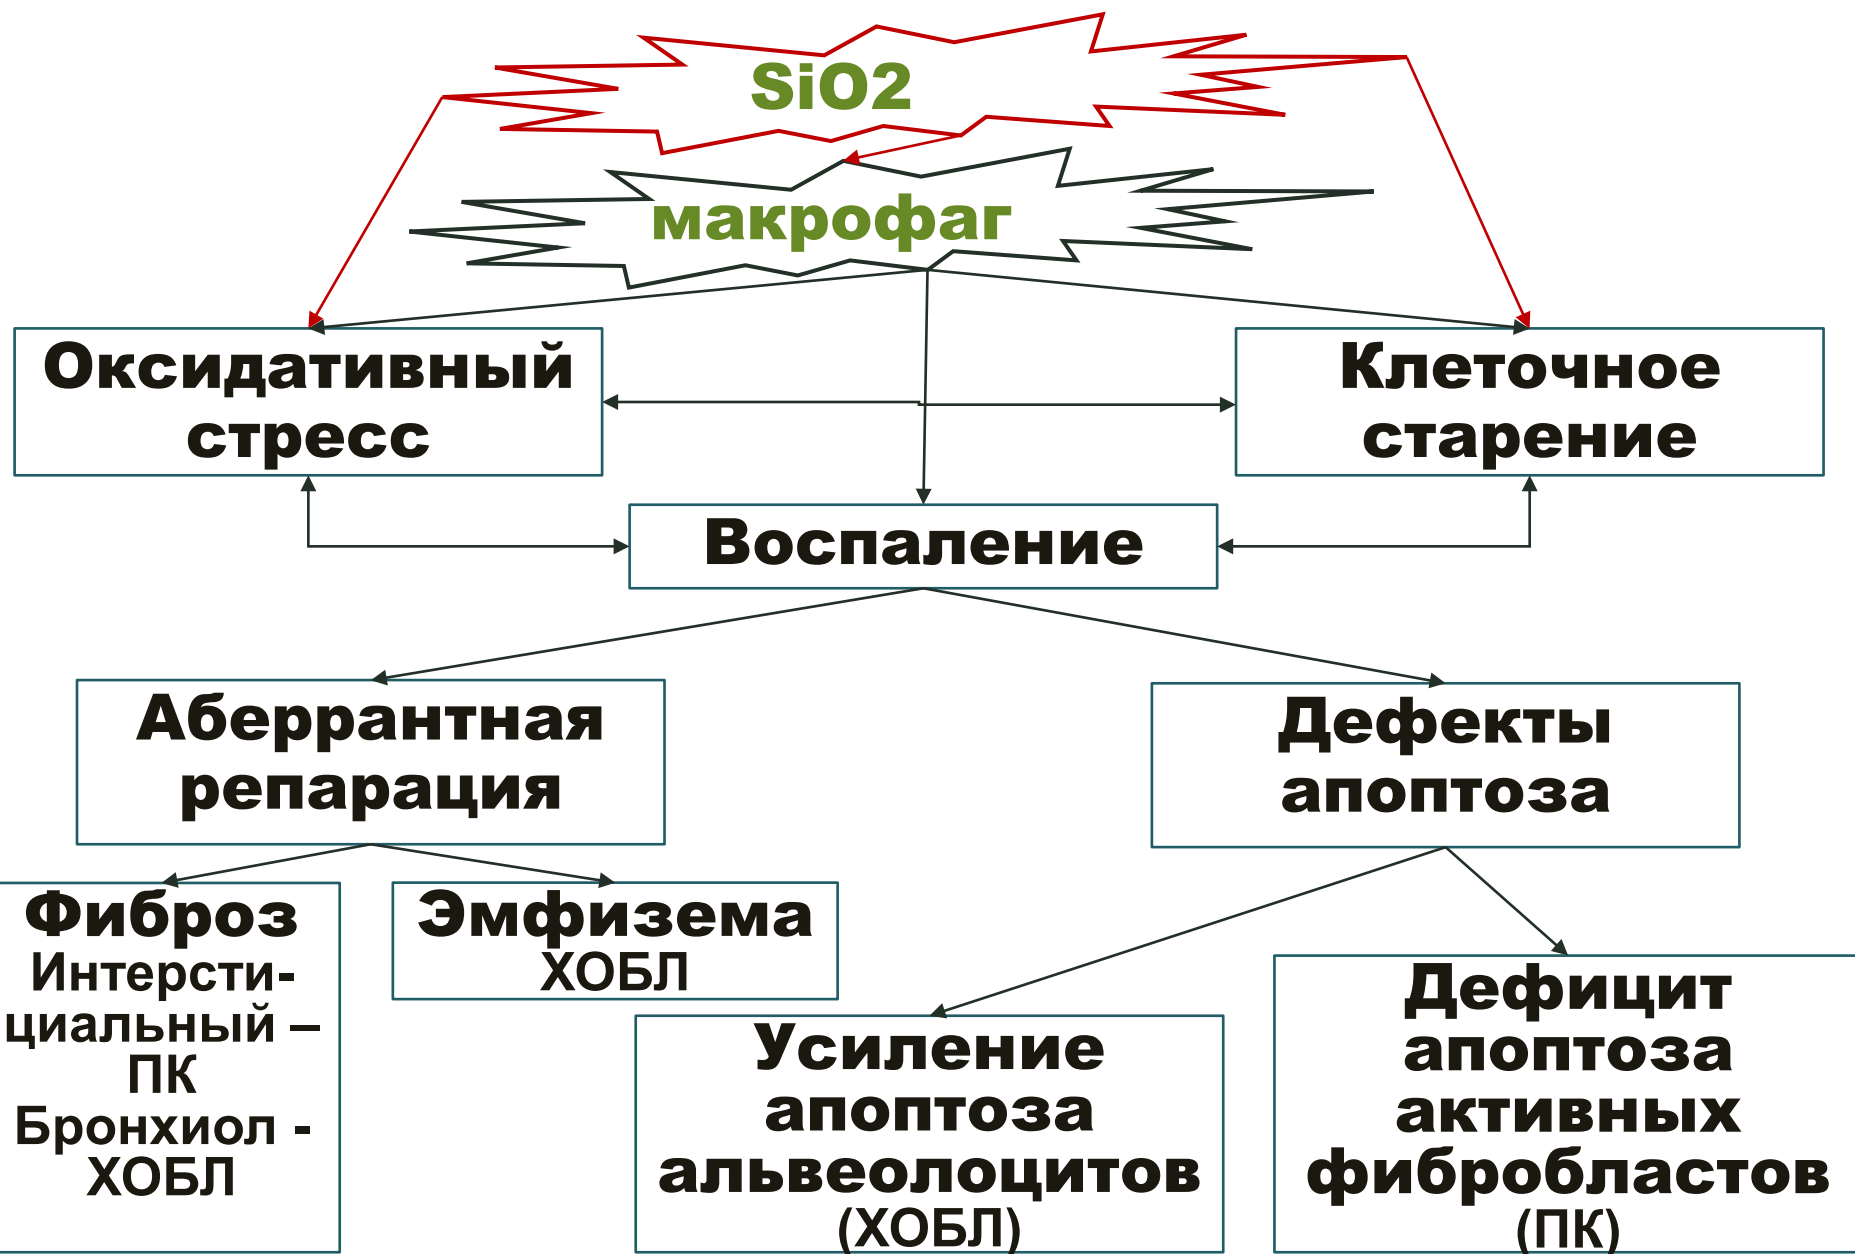 SiO2
макрофаг
Оксидативный
стресс
Клеточное
старение
Воспаление
Аберрантная
репарация
Дефекты
апоптоза
Фиброз
Интерсти-
циальный –
ПК
Бронхиол -
ХОБЛ
Эмфизема
ХОБЛ
Усиление
апоптоза
альвеолоцитов
(ХОБЛ)
Дефицит
апоптоза
активных
фибробластов
(ПК)